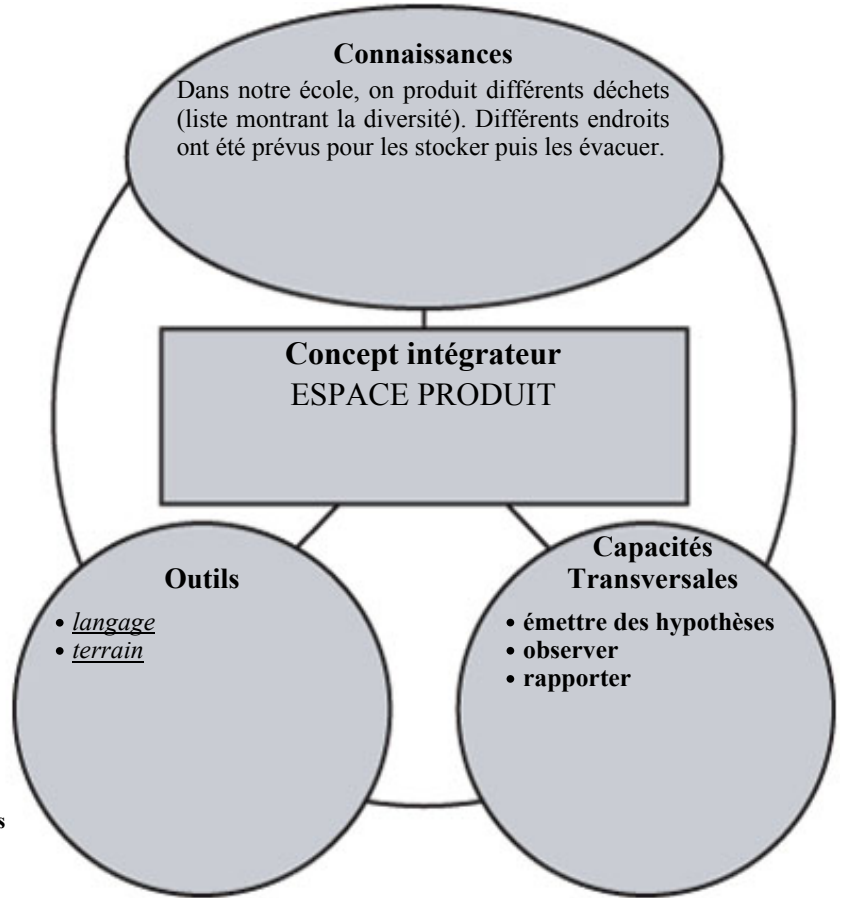 Connaissances
Dans notre école, on produit différents déchets
(liste montrant la diversité). Différents endroits
ont été prévus pour les stocker puis les évacuer.
Concept intégrateur
ESPACE PRODUIT
Outils
• langage
• terrain
Capacités
Transversales
• émettre des hypothèses
• observer
• rapporter
s